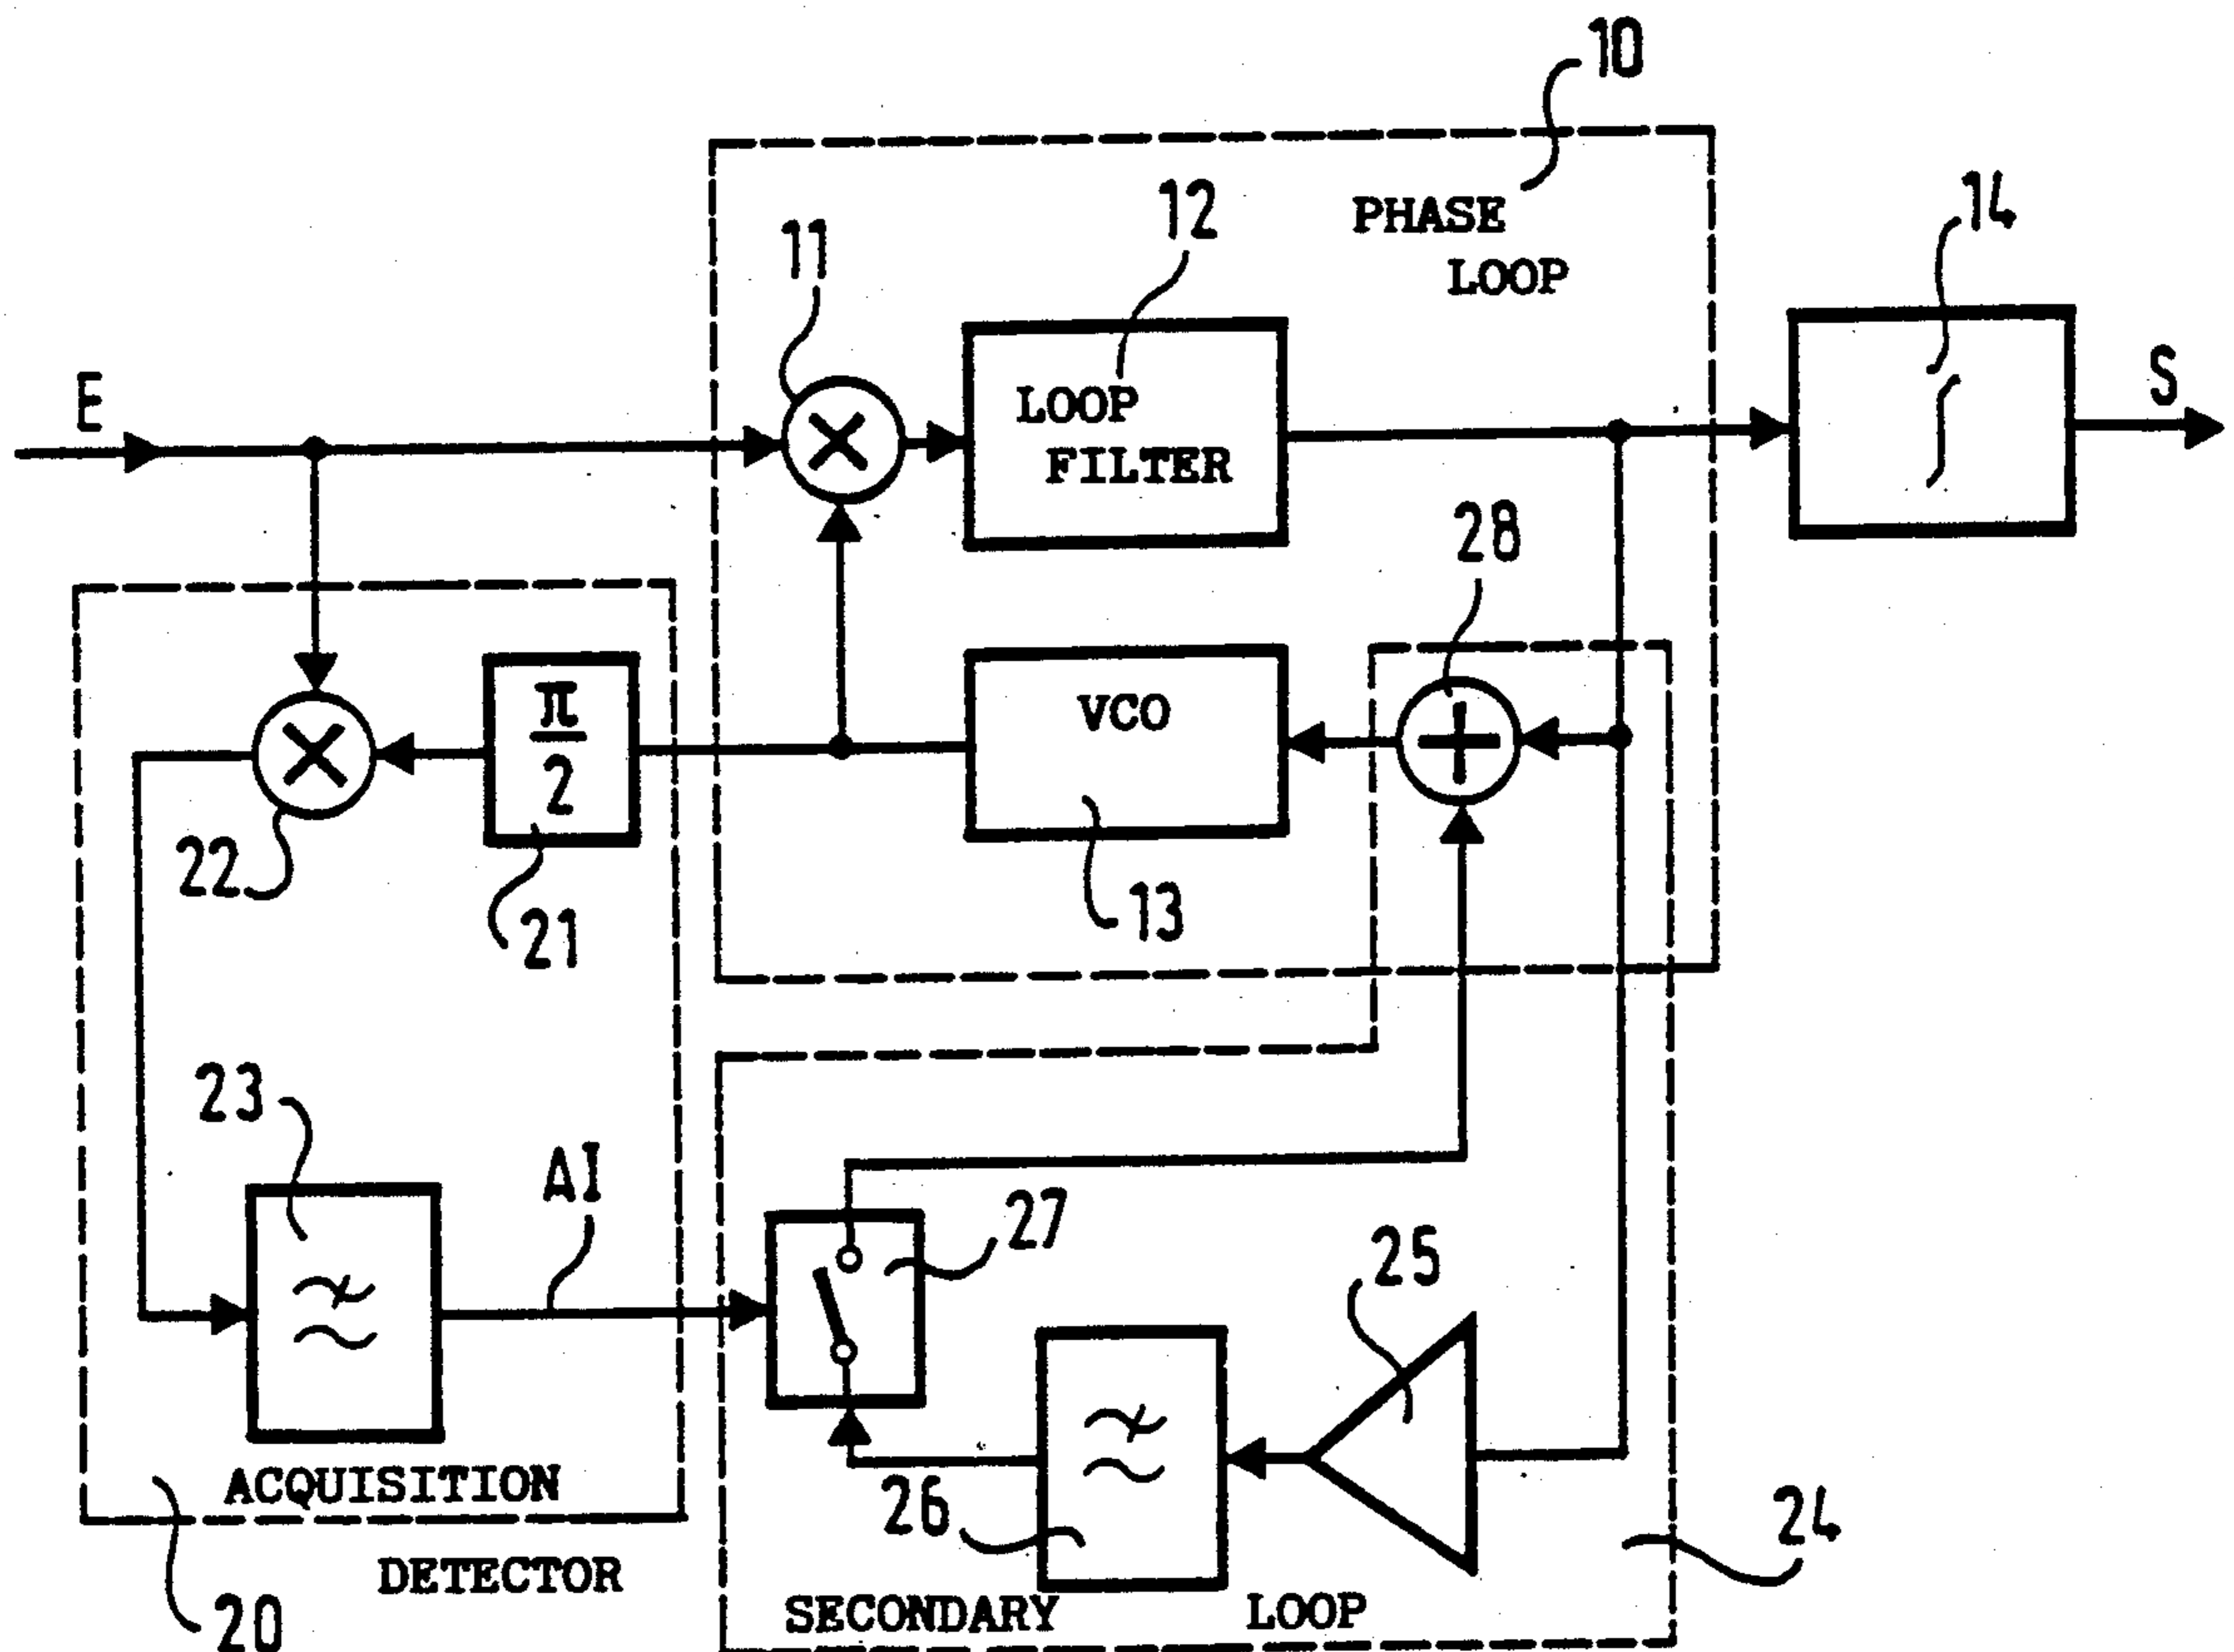 10
PHASE
LOOP
12
14
11
E
LOOP
FILTER
S
28
π
2
VCO
22
21
13
23
AI
27
25
ACQUISITION
DETECTOR
26
24
20
SECONDARY LOOP